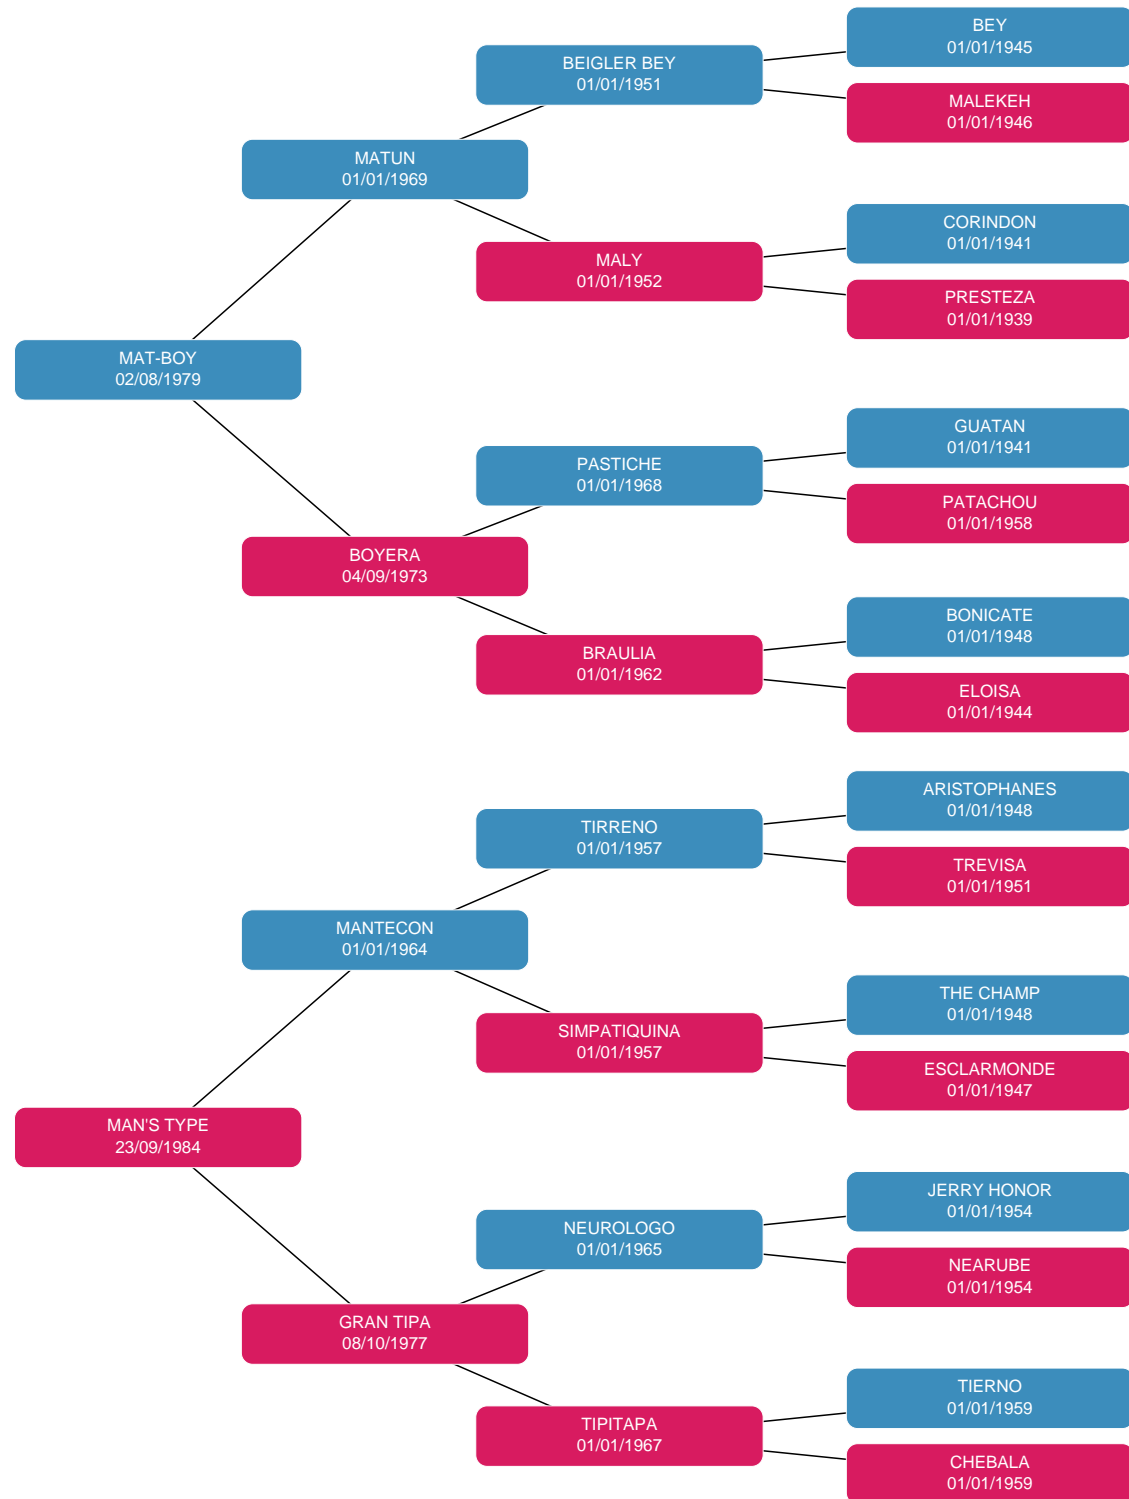 BEY
01/01/1945
BEIGLER BEY
01/01/1951
MALEKEH
01/01/1946
MATUN
01/01/1969
CORINDON
01/01/1941
MALY
01/01/1952
PRESTEZA
01/01/1939
MAT-BOY
02/08/1979
GUATAN
01/01/1941
PASTICHE
01/01/1968
PATACHOU
01/01/1958
BOYERA
04/09/1973
BONICATE
01/01/1948
BRAULIA
01/01/1962
ELOISA
01/01/1944
ARISTOPHANES
01/01/1948
TIRRENO
01/01/1957
TREVISA
01/01/1951
MANTECON
01/01/1964
THE CHAMP
01/01/1948
SIMPATIQUINA
01/01/1957
ESCLARMONDE
01/01/1947
MAN'S TYPE
23/09/1984
JERRY HONOR
01/01/1954
NEUROLOGO
01/01/1965
NEARUBE
01/01/1954
GRAN TIPA
08/10/1977
TIERNO
01/01/1959
TIPITAPA
01/01/1967
CHEBALA
01/01/1959